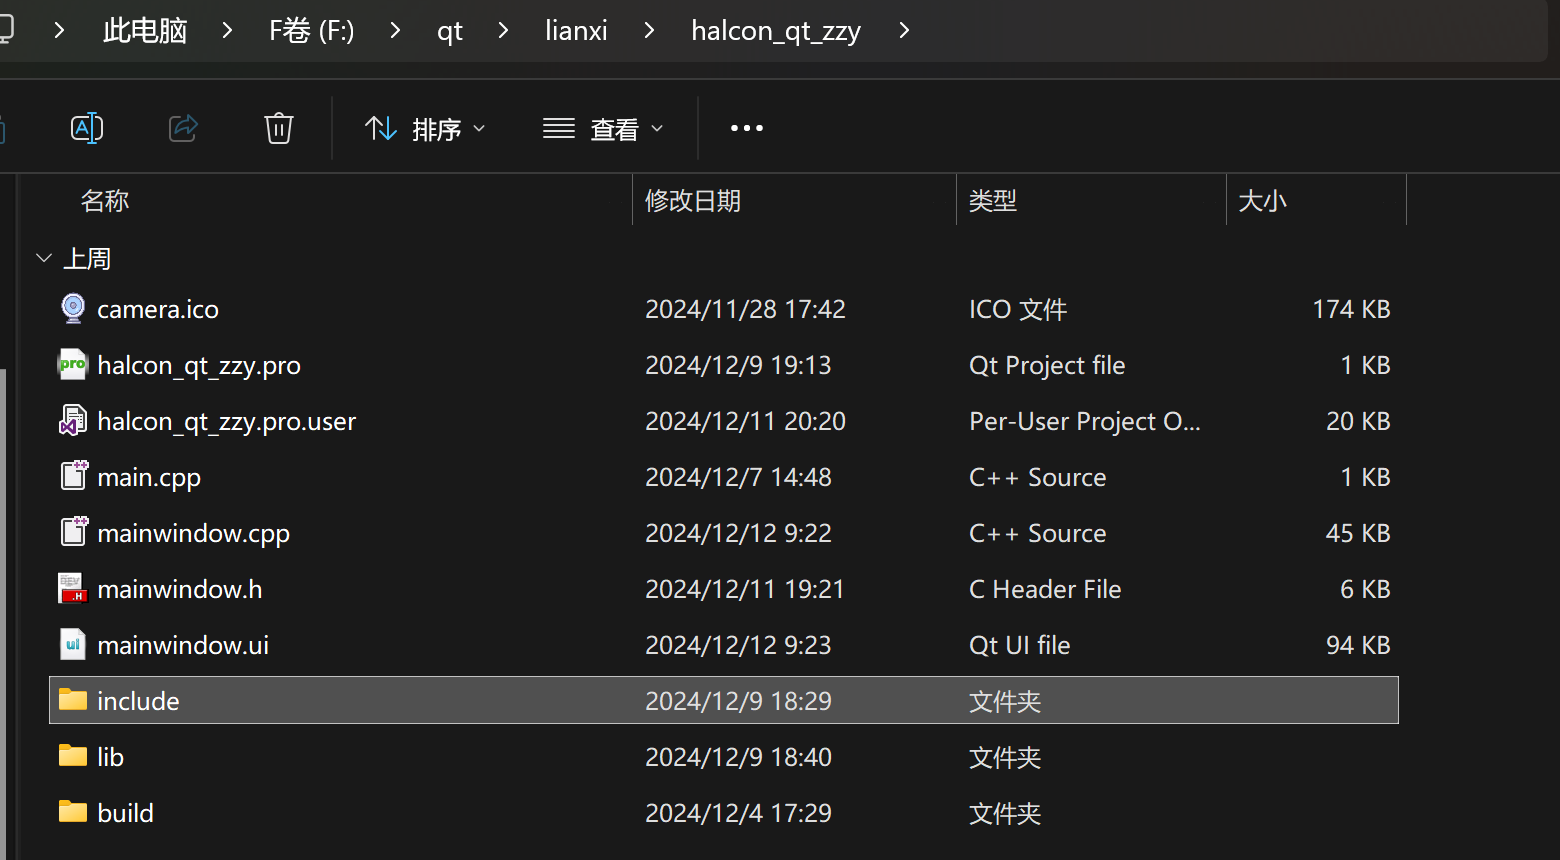 此电脑 F卷 (F:) qt lianxi halcon_qt_zzy
排序 查看
名称 修改日期 类型 大小
上周
camera.ico 2024/11/28 17:42 ICO 文件 174 KB
halcon_qt_zzy.pro 2024/12/9 19:13 Qt Project file 1 KB
halcon_qt_zzy.pro.user 2024/12/11 20:20 Per-User Project O... 20 KB
main.cpp 2024/12/7 14:48 C++ Source 1 KB
mainwindow.cpp 2024/12/12 9:22 C++ Source 45 KB
mainwindow.h 2024/12/11 19:21 C Header File 6 KB
mainwindow.ui 2024/12/12 9:23 Qt UI file 94 KB
include 2024/12/9 18:29 文件夹
lib 2024/12/9 18:40 文件夹
build 2024/12/4 17:29 文件夹